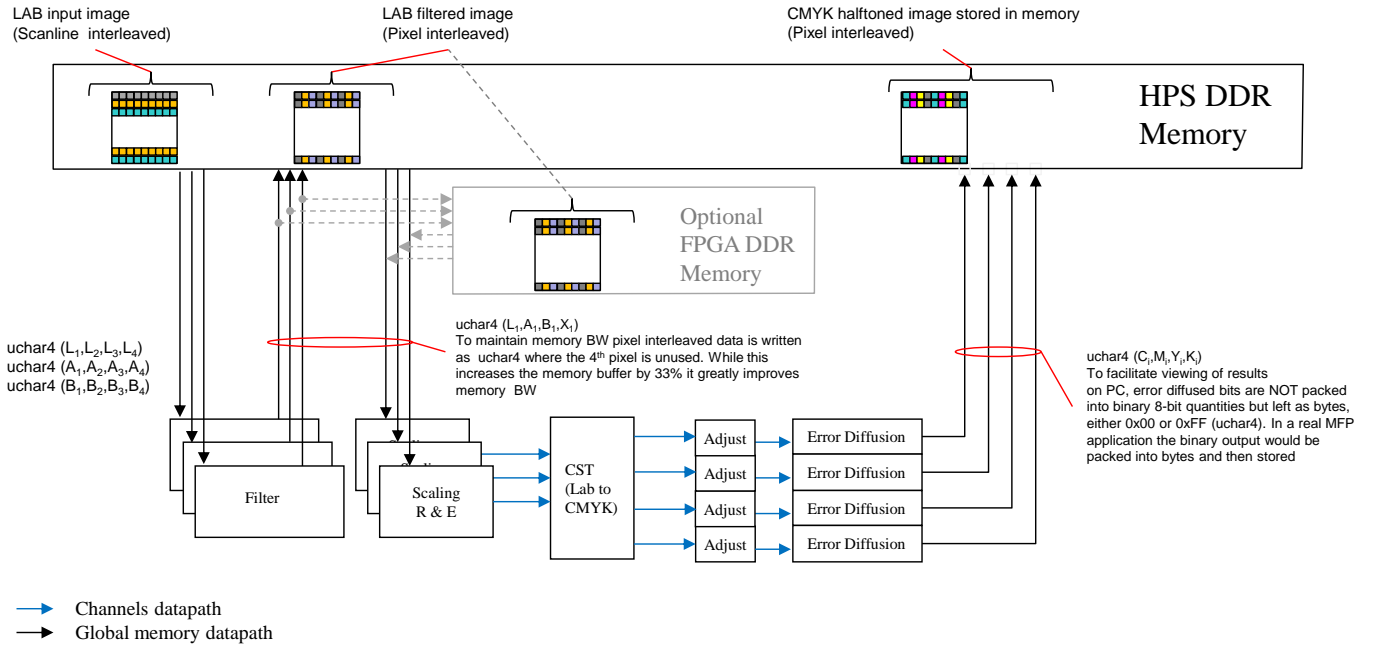 LAB input image
(Scanline interleaved)
LAB filtered image
(Pixel interleaved)
CMYK halftoned image stored in memory
(Pixel interleaved)
HPS DDR
Memory
Optional
FPGA DDR
Memory
uchar4 (L1,L2,L3,L4)
uchar4 (A1,A2,A3,A4)
uchar4 (B1,B2,B3,B4)
uchar4 (L1,A1,B1,X1)
To maintain memory BW pixel interleaved data is written
as uchar4 where the 4th pixel is unused. While this
increases the memory buffer by 33% it greatly improves
memory BW
uchar4 (Ci,Mi,Yi,Ki)
To facilitate viewing of results
on PC, error diffused bits are NOT packed
into binary 8-bit quantities but left as bytes,
either 0x00 or 0xFF (uchar4). In a real MFP
application the binary output would be
packed into bytes and then stored
Filter
Scaling
R & E
CST
(Lab to
CMYK)
Adjust
Adjust
Adjust
Adjust
Error Diffusion
Error Diffusion
Error Diffusion
Error Diffusion
Channels datapath
Global memory datapath